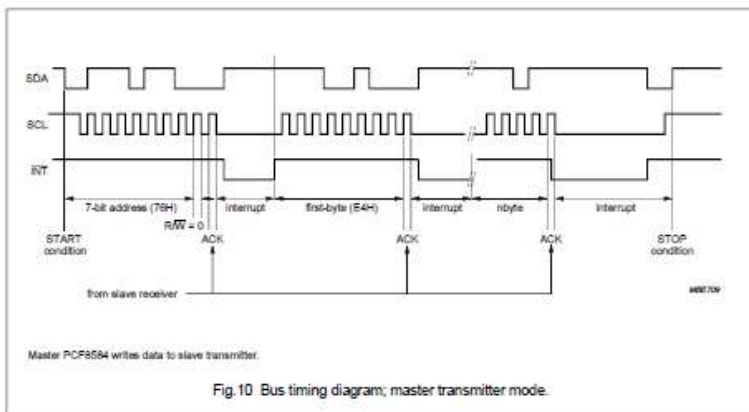 SDA
SCL
INT
7-bit address (76H)
interrupt
first-byte (E4H)
interrupt
nbyte
interrupt
R/W = 0
START condition
ACK
ACK
ACK
STOP condition
from slave receiver
Master PCF8584 writes data to slave transmitter.
Fig.10 Bus timing diagram; master transmitter mode.